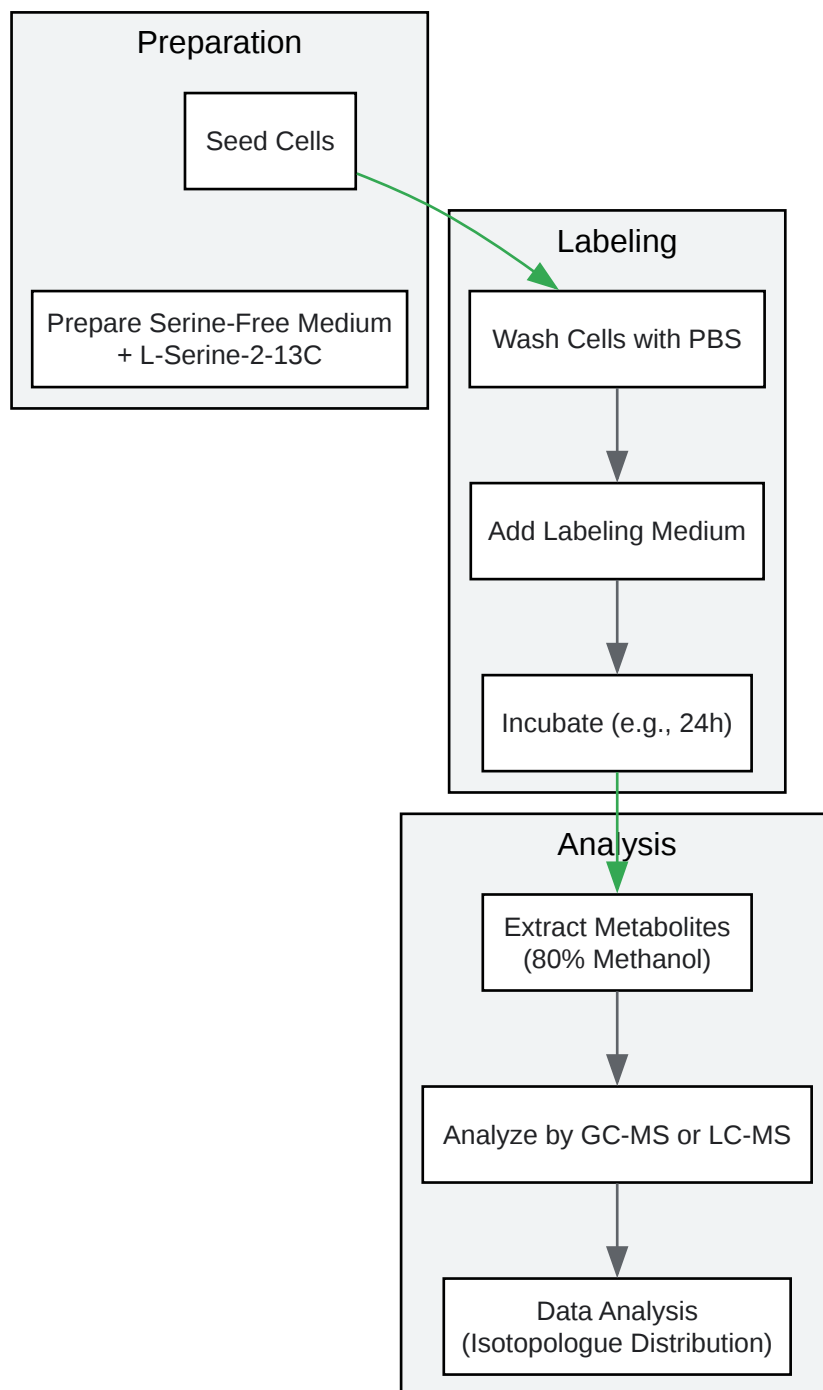 Preparation
Seed Cells
Prepare Serine-Free Medium
+ L-Serine-2-13C
Labeling
Wash Cells with PBS
Add Labeling Medium
Incubate (e.g., 24h)
Analysis
Extract Metabolites
(80% Methanol)
Analyze by GC-MS or LC-MS
Data Analysis
(Isotopologue Distribution)